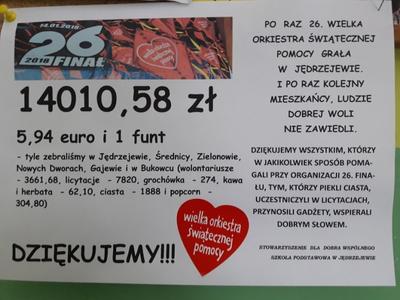 14.01.2018
26
2018 FINAŁ
wielka orkiestra
świątecznej
pomocy
14010,58 zł
5,94 euro i 1 funt
- tyle zebraliśmy w Jędrzejewie, Średnicy, Zielonowie,
Nowych Dworach, Gajewie i w Bukowcu (wolontariusze
- 3661,68, licytacje - 7820, grochówka - 274, kawa
i herbata - 62,10, ciasta - 1888 i popcorn -
304,80)
DZIĘKUJEMY!!!
wielka orkiestra
świątecznej
pomocy
PO RAZ 26. WIELKA
ORKIESTRA ŚWIĄTECZNEJ
POMOCY GRAŁA
W JĘDRZEJEWIE.
I PO RAZ KOLEJNY
MIESZKAŃCY, LUDZIE
DOBREJ WOLI
NIE ZAWIEDLI.
DZIĘKUJEMY WSZYSTKIM, KTÓRZY
W JAKIKOLWIEK SPOSÓB POMA-
GALI PRZY ORGANIZACJI 26. FINA-
ŁU, TYM, KTÓRZY PIEKLI CIASTA,
UCZESTNICZYLI W LICYTACJACH,
PRZYNOSILI GADŻETY, WSPIERALI
DOBRYM SŁOWEM.
STOWARZYSZENIE DLA DOBRA WSPÓLNEGO
SZKOŁA PODSTAWOWA W JĘDRZEJEWIE